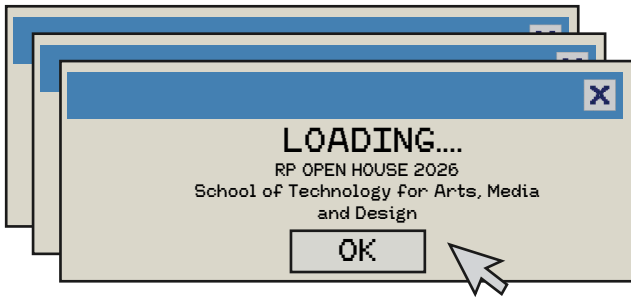 LOADING....
RP OPEN HOUSE 2026
School of Technology for Arts, Media
and Design
OK